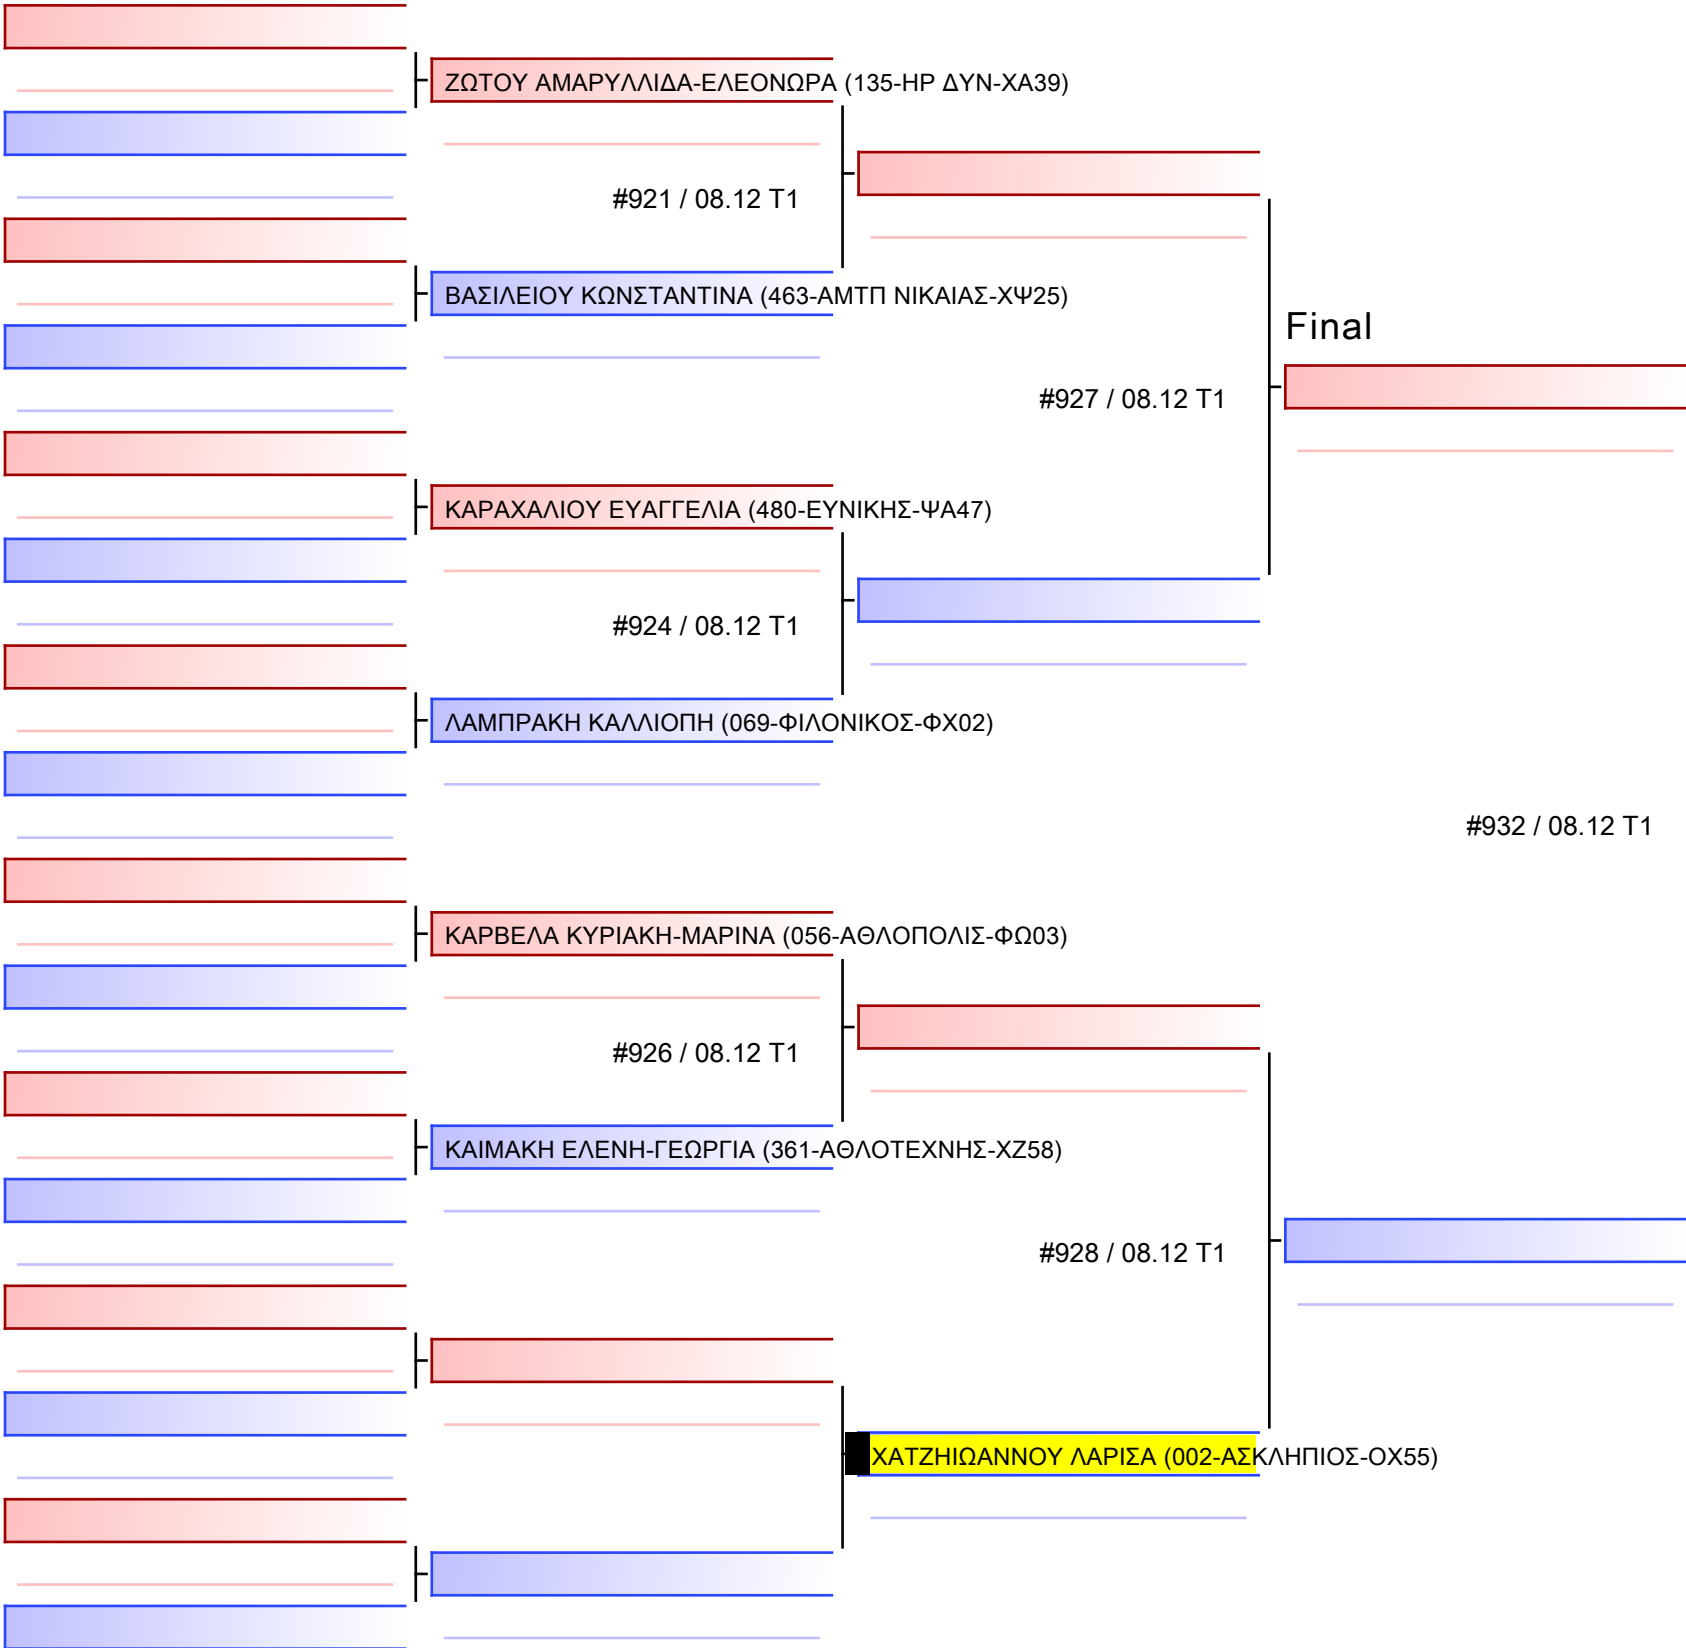 ΖΩΤΟΥ ΑΜΑΡΥΛΛΙΔΑ-ΕΛΕΟΝΩΡΑ (135-ΗΡ ΔΥΝ-ΧΑ39)
#921 / 08.12 T1
ΒΑΣΙΛΕΙΟΥ ΚΩΝΣΤΑΝΤΙΝΑ (463-ΑΜΤΠ ΝΙΚΑΙΑΣ-ΧΨ25)
Final
#927 / 08.12 T1
ΚΑΡΑΧΑΛΙΟΥ ΕΥΑΓΓΕΛΙΑ (480-ΕΥΝΙΚΗΣ-ΨΑ47)
#924 / 08.12 T1
ΛΑΜΠΡΑΚΗ ΚΑΛΛΙΟΠΗ (069-ΦΙΛΟΝΙΚΟΣ-ΦΧ02)
#932 / 08.12 T1
ΚΑΡΒΕΛΑ ΚΥΡΙΑΚΗ-ΜΑΡΙΝΑ (056-ΑΘΛΟΠΟΛΙΣ-ΦΩ03)
#926 / 08.12 T1
ΚΑΙΜΑΚΗ ΕΛΕΝΗ-ΓΕΩΡΓΙΑ (361-ΑΘΛΟΤΕΧΝΗΣ-ΧΖ58)
#928 / 08.12 T1
ΧΑΤΖΗΙΩΑΝΝΟΥ ΛΑΡΙΣΑ (002-ΑΣΚΛΗΠΙΟΣ-ΟΧ55)